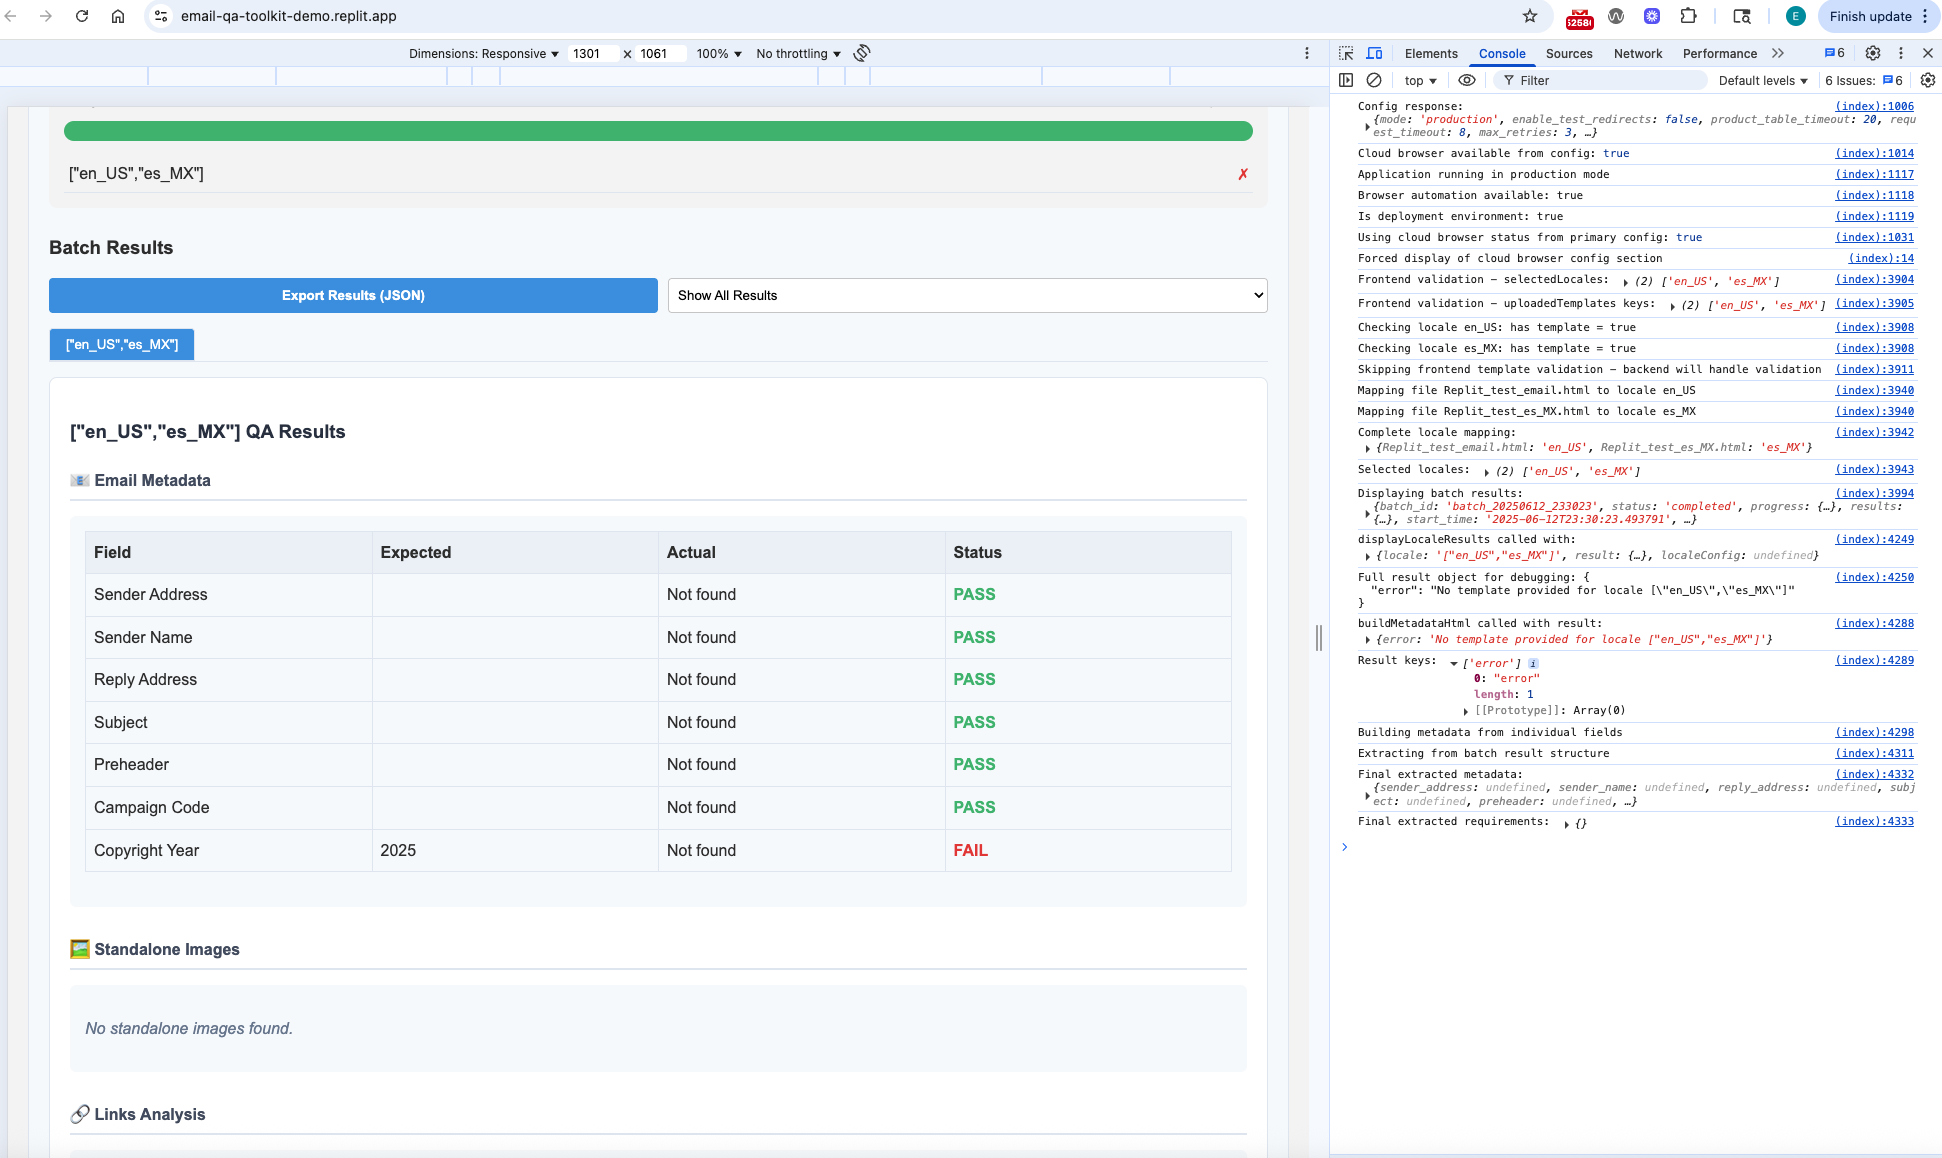 email-qa-toolkit-demo.replit.app
52586
E
Finish update
Dimensions: Responsive
1301
×
1061
100%
No throttling
["en_US","es_MX"]
✗
Batch Results
Export Results (JSON)
Show All Results
["en_US","es_MX"]
["en_US","es_MX"] QA Results
Email Metadata
Field Expected Actual Status
Sender Address Not found PASS
Sender Name Not found PASS
Reply Address Not found PASS
Subject Not found PASS
Preheader Not found PASS
Campaign Code Not found PASS
Copyright Year 2025 Not found FAIL
Standalone Images
No standalone images found.
Links Analysis
Elements Console Sources Network Performance
6
top
Filter
Default levels
6 Issues: 6
Config response: (index):1006
{mode: 'production', enable_test_redirects: false, product_table_timeout: 20, requ
est_timeout: 8, max_retries: 3, …}
Cloud browser available from config: true (index):1014
Application running in production mode (index):1117
Browser automation available: true (index):1118
Is deployment environment: true (index):1119
Using cloud browser status from primary config: true (index):1031
Forced display of cloud browser config section (index):14
Frontend validation - selectedLocales: (2) ['en_US', 'es_MX'] (index):3904
Frontend validation - uploadedTemplates keys: (2) ['en_US', 'es_MX'] (index):3905
Checking locale en_US: has template = true (index):3908
Checking locale es_MX: has template = true (index):3908
Skipping frontend template validation - backend will handle validation (index):3911
Mapping file Replit_test_email.html to locale en_US (index):3940
Mapping file Replit_test_es_MX.html to locale es_MX (index):3940
Complete locale mapping: (index):3942
{Replit_test_email.html: 'en_US', Replit_test_es_MX.html: 'es_MX'}
Selected locales: (2) ['en_US', 'es_MX'] (index):3943
Displaying batch results: (index):3994
{batch_id: 'batch_20250612_233023', status: 'completed', progress: {…}, results:
{…}, start_time: '2025-06-12T23:30:23.493791', …}
displayLocaleResults called with: (index):4249
{locale: '["en_US","es_MX"]', result: {…}, localeConfig: undefined}
Full result object for debugging: { (index):4250
"error": "No template provided for locale [\"en_US\",\"es_MX\"]"
}
buildMetadataHtml called with result: (index):4288
{error: 'No template provided for locale ["en_US","es_MX"]'}
Result keys: ['error'] i (index):4289
0: "error"
length: 1
[[Prototype]]: Array(0)
Building metadata from individual fields (index):4298
Extracting from batch result structure (index):4311
Final extracted metadata: (index):4332
{sender_address: undefined, sender_name: undefined, reply_address: undefined, subj
ect: undefined, preheader: undefined, …}
Final extracted requirements: {} (index):4333